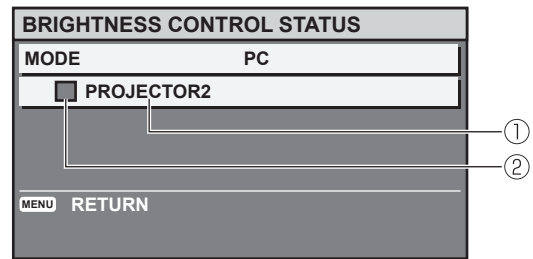 BRIGHTNESS CONTROL STATUS
MODE PC
PROJECTOR2
①
②
MENU RETURN